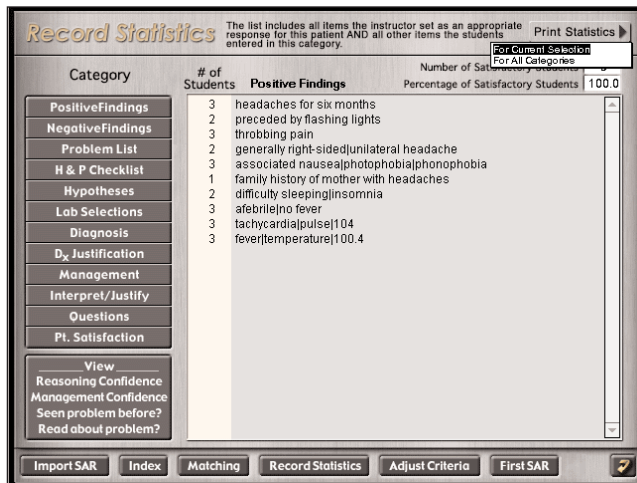 Record Statistics
The list includes all items the instructor set as an appropriate
response for this patient AND all other items the students
entered in this category.
Print Statistics
For Current Selection
For All Categories
Category
# of
Students
Positive Findings
Number of Satisfactory Students
Percentage of Satisfactory Students 100.0
PositiveFindings
NegativeFindings
Problem List
H & P Checklist
Hypotheses
Lab Selections
Diagnosis
Dx Justification
Management
Interpret/Justify
Questions
Pt. Satisfaction
3 headaches for six months
2 preceded by flashing lights
3 throbbing pain
2 generally right-sided|unilateral headache
3 associated nausea|photophobia|phonophobia
1 family history of mother with headaches
2 difficulty sleeping|insomnia
3 afebrile|no fever
3 tachycardia|pulse|104
3 fever|temperature|100.4
View
Reasoning Confidence
Management Confidence
Seen problem before?
Read about problem?
Import SAR
Index
Matching
Record Statistics
Adjust Criteria
First SAR